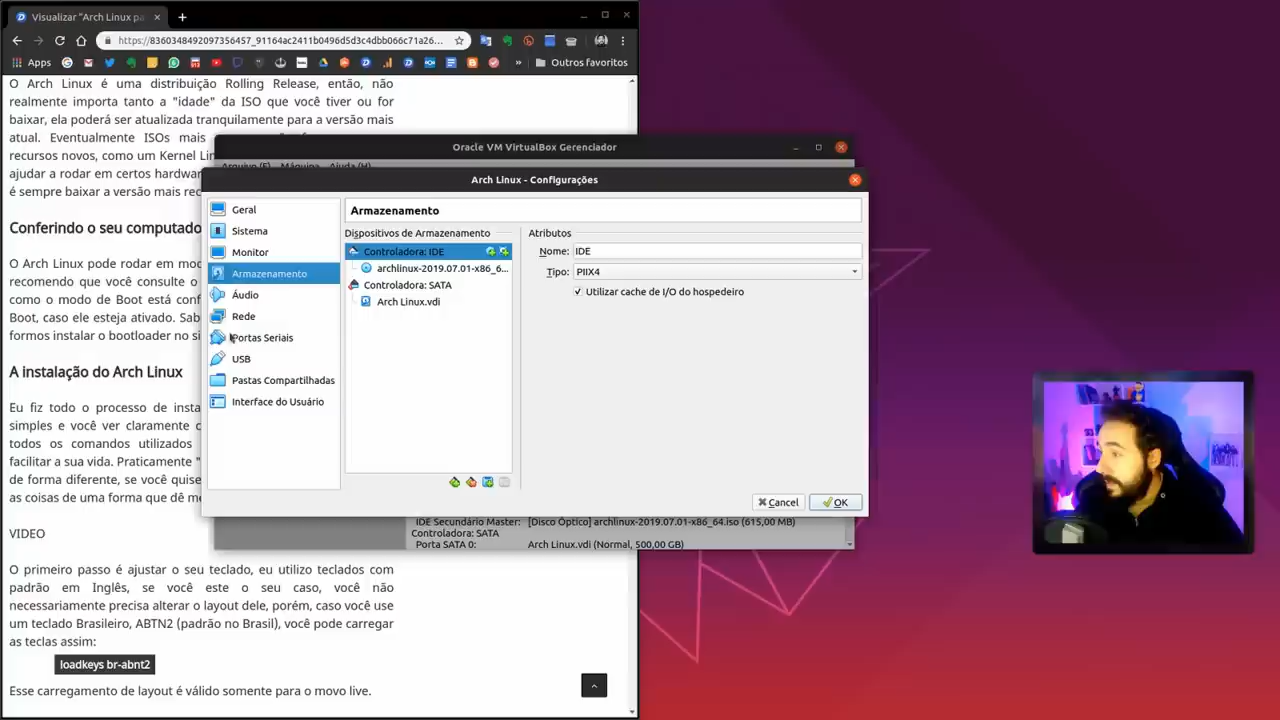 Visualizar "Arch Linux pa
https://8360348492097356457_91164ac2411b0496d5d3c4dbb066c71a26...
Apps
Outros favoritos
O Arch Linux é uma distribuição Rolling Release, então, não
realmente importa tanto a "idade" da ISO que você tiver ou for
baixar, ela poderá ser atualizada tranquilamente para a versão mais
atual. Eventualmente ISOs mais
recursos novos, como um Kernel Lin
ajudar a rodar em certos hardwar
é sempre baixar a versão mais rec
Conferindo o seu computado
O Arch Linux pode rodar em mod
recomendo que você consulte o
como o modo de Boot está conf
Boot, caso ele esteja ativado. Sab
formos instalar o bootloader no si
A instalação do Arch Linux
Eu fiz todo o processo de insta
simples e você ver claramente c
todos os comandos utilizados
facilitar a sua vida. Praticamente "
de forma diferente, se você quise
as coisas de uma forma que dê me
VIDEO
O primeiro passo é ajustar o seu teclado, eu utilizo teclados com
padrão em Inglês, se você este o seu caso, você não
necessariamente precisa alterar o layout dele, porém, caso você use
um teclado Brasileiro, ABTN2 (padrão no Brasil), você pode carregar
as teclas assim:
loadkeys br-abnt2
Esse carregamento de layout é válido somente para o movo live.
Oracle VM VirtualBox Gerenciador
Arquivo (F) Máquina Ajuda (H)
Arch Linux - Configurações
Geral
Sistema
Monitor
Armazenamento
Áudio
Rede
Portas Seriais
USB
Pastas Compartilhadas
Interface do Usuário
Armazenamento
Dispositivos de Armazenamento
Controladora: IDE
archlinux-2019.07.01-x86_6...
Controladora: SATA
Arch Linux.vdi
Atributos
Nome: IDE
Tipo: PIIX4
Utilizar cache de I/O do hospedeiro
Cancel
OK
IDE Secundário Master: [Disco Óptico] archlinux-2019.07.01-x86_64.iso (615,00 MB)
Controladora: SATA
Porta SATA 0: Arch Linux.vdi (Normal, 500,00 GB)